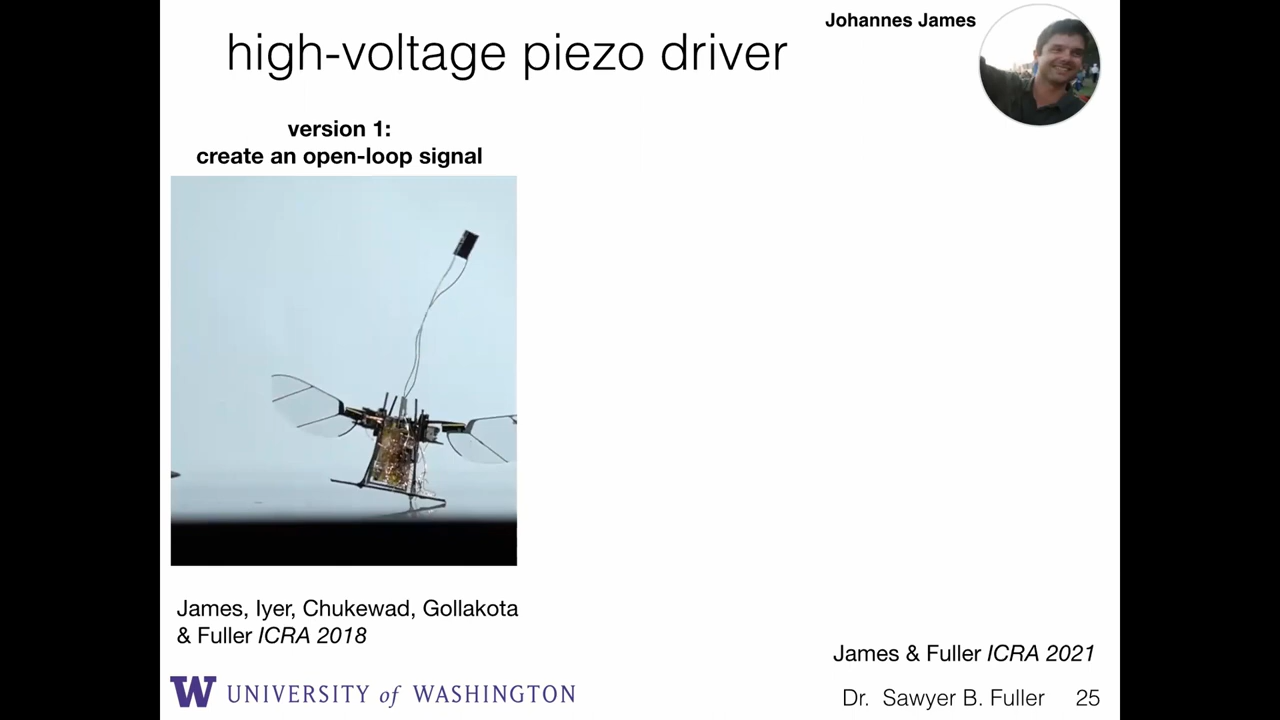 high-voltage piezo driver
Johannes James
version 1:
create an open-loop signal
James, Iyer, Chukewad, Gollakota
& Fuller ICRA 2018
James & Fuller ICRA 2021
W UNIVERSITY of WASHINGTON
Dr. Sawyer B. Fuller 25